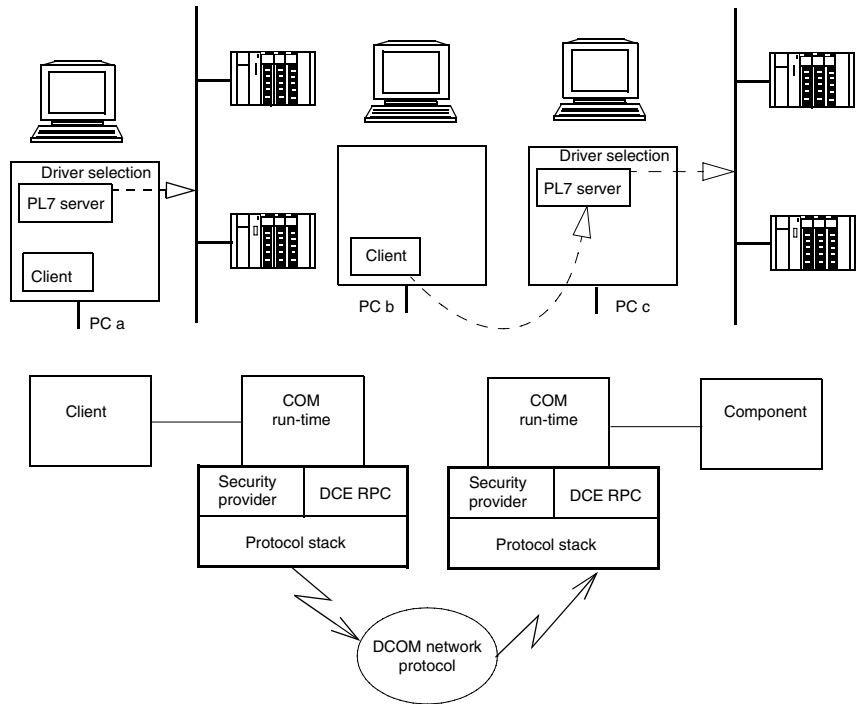 Driver selection
PL7 server
Client
PC a
Client
PC b
Driver selection
PL7 server
PC c
Client
COM
run-time
COM
run-time
Component
Security
provider
DCE RPC
Protocol stack
Security
provider
DCE RPC
Protocol stack
DCOM network
protocol